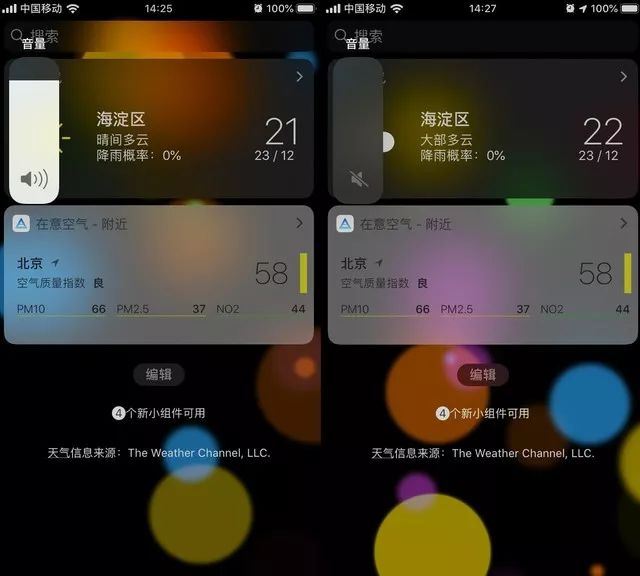 中国移动 14:25 100%
搜索
音量
海淀区
晴间多云
降雨概率：0%
21
23 / 12
在意空气 - 附近
北京
空气质量指数 良
58
PM10 66 PM2.5 37 NO2 44
编辑
4个新小组件可用
天气信息来源：The Weather Channel, LLC.
中国移动 14:27 100%
搜索
音量
海淀区
大部多云
降雨概率：0%
22
23 / 12
在意空气 - 附近
北京
空气质量指数 良
58
PM10 66 PM2.5 37 NO2 44
编辑
4个新小组件可用
天气信息来源：The Weather Channel, LLC.